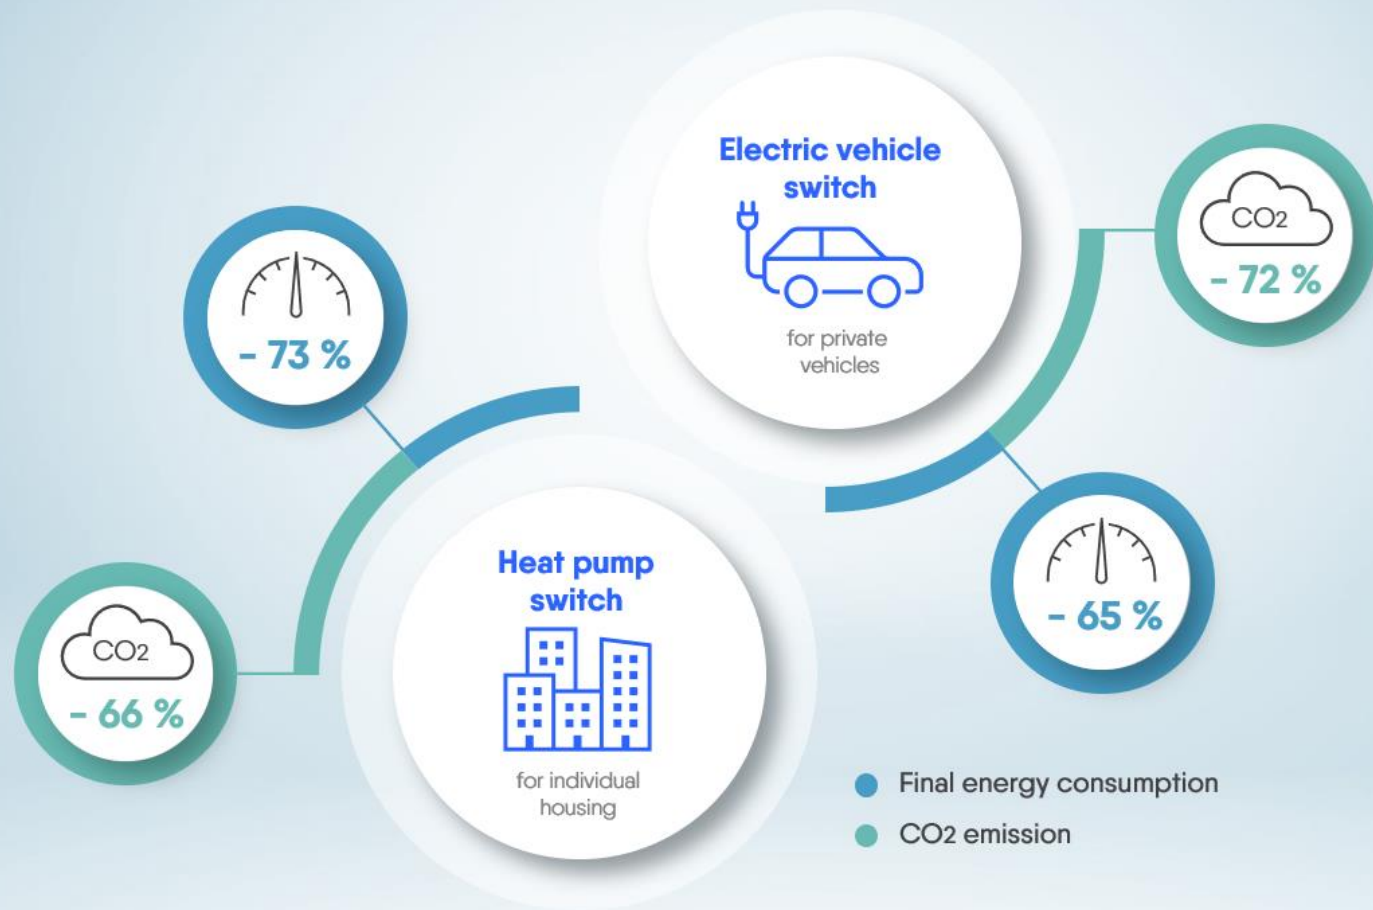 Electric vehicle
switch
for private
vehicles
CO2
- 72 %
- 65 %
- 73 %
CO2
- 66 %
Heat pump
switch
for individual
housing
Final energy consumption
CO2 emission